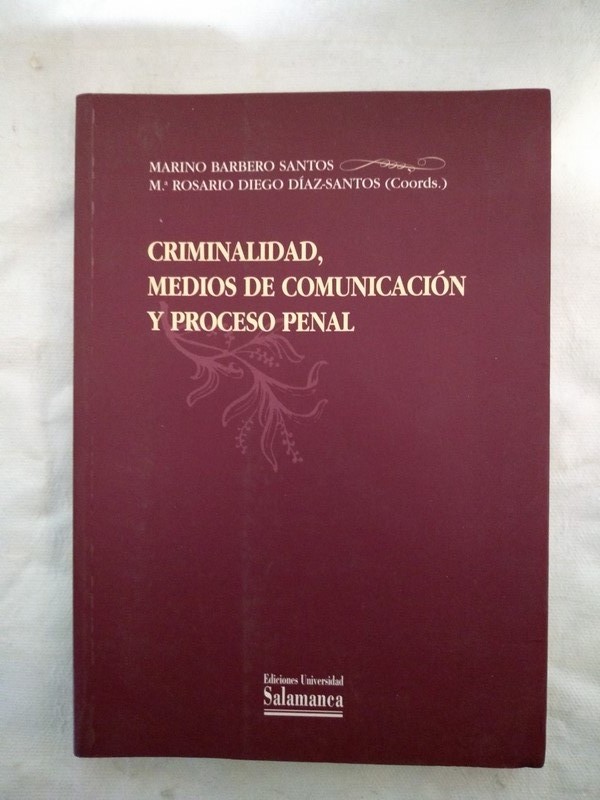 MARINO BARBERO SANTOS
M.ª ROSARIO DIEGO DÍAZ-SANTOS (Coords.)
CRIMINALIDAD,
MEDIOS DE COMUNICACIÓN
Y PROCESO PENAL
Ediciones Universidad
Salamanca